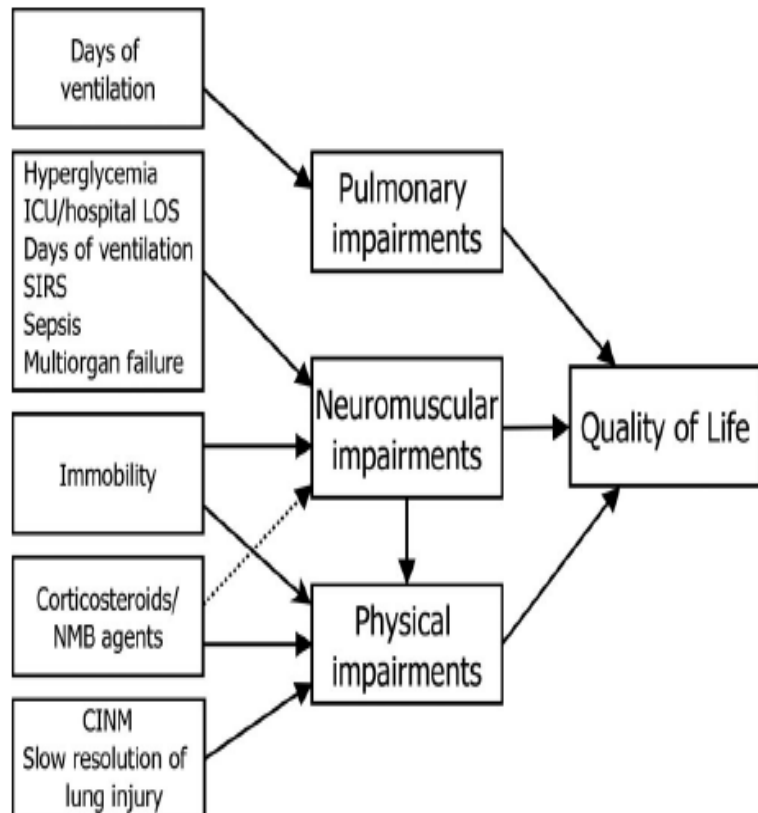 Days of
ventilation
Hyperglycemia
ICU/hospital LOS
Days of ventilation
SIRS
Sepsis
Multiorgan failure
Immobility
Corticosteroids/
NMB agents
CINM
Slow resolution of
lung injury
Pulmonary
impairments
Neuromuscular
impairments
Physical
impairments
Quality of Life